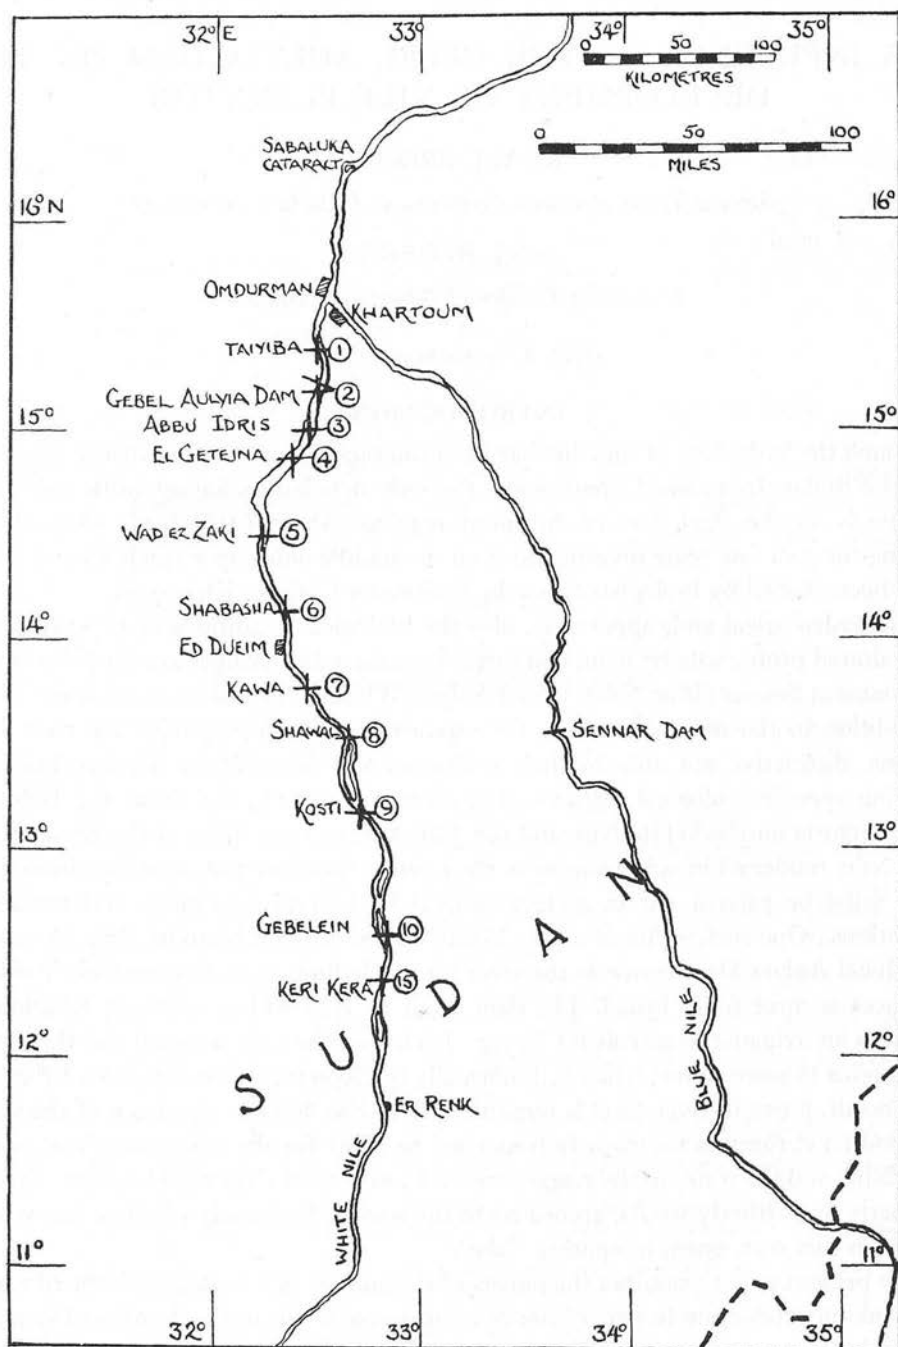 32° E
33°
34°
35°
0 50 100
KILOMETRES
0 50 100
MILES
SABALUKA
CATARACT
16° N
16°
OMDURMAN
KHARTOUM
TAIYIBA
1
GEBEL AULYIA DAM
2
15°
15°
ABBU IDRIS
3
EL GETEINA
4
WAD EZ ZAKI
5
SHABASHA
6
14°
14°
ED DUEIM
KAWA
7
SHAWAL
8
SENNAR DAM
KOSTI
9
13°
13°
GEBELEIN
10
KERI KERA
15
SUDAN
12°
12°
ER RENK
BLUE NILE
WHITE NILE
11°
11°
32°
33°
34°
35°